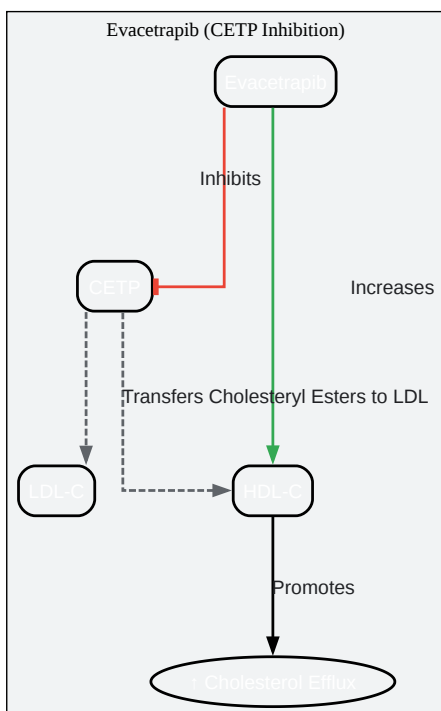 Evacetrapib (CETP Inhibition)
Evacetrapib
Inhibits
CETP
Increases
Transfers Cholesteryl Esters to LDL
LDL-C
HDL-C
Promotes
↑ Cholesterol Efflux